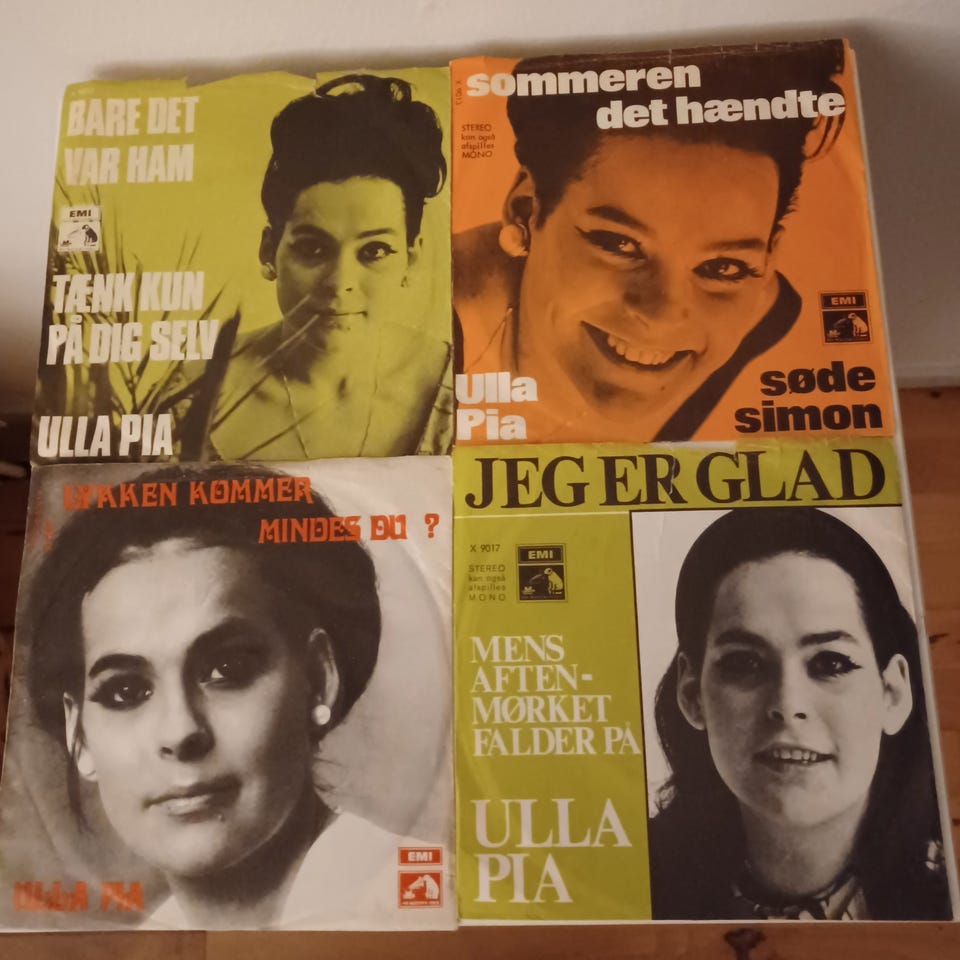 BARE DET
VAR HAM
EMI
TÆNK KUN
PÅ DIG SELV
ULLA PIA
sommeren
det hændte
X 9013
STEREO
kan også
afspilles
MONO
EMI
Ulla
Pia
søde
simon
LYKKEN KOMMER
MINDES DU ?
EMI
ULLA PIA
JEG ER GLAD
X 9017
EMI
STEREO
kan også
afspilles
MONO
MENS
AFTEN-
MØRKET
FALDER PÅ
ULLA
PIA